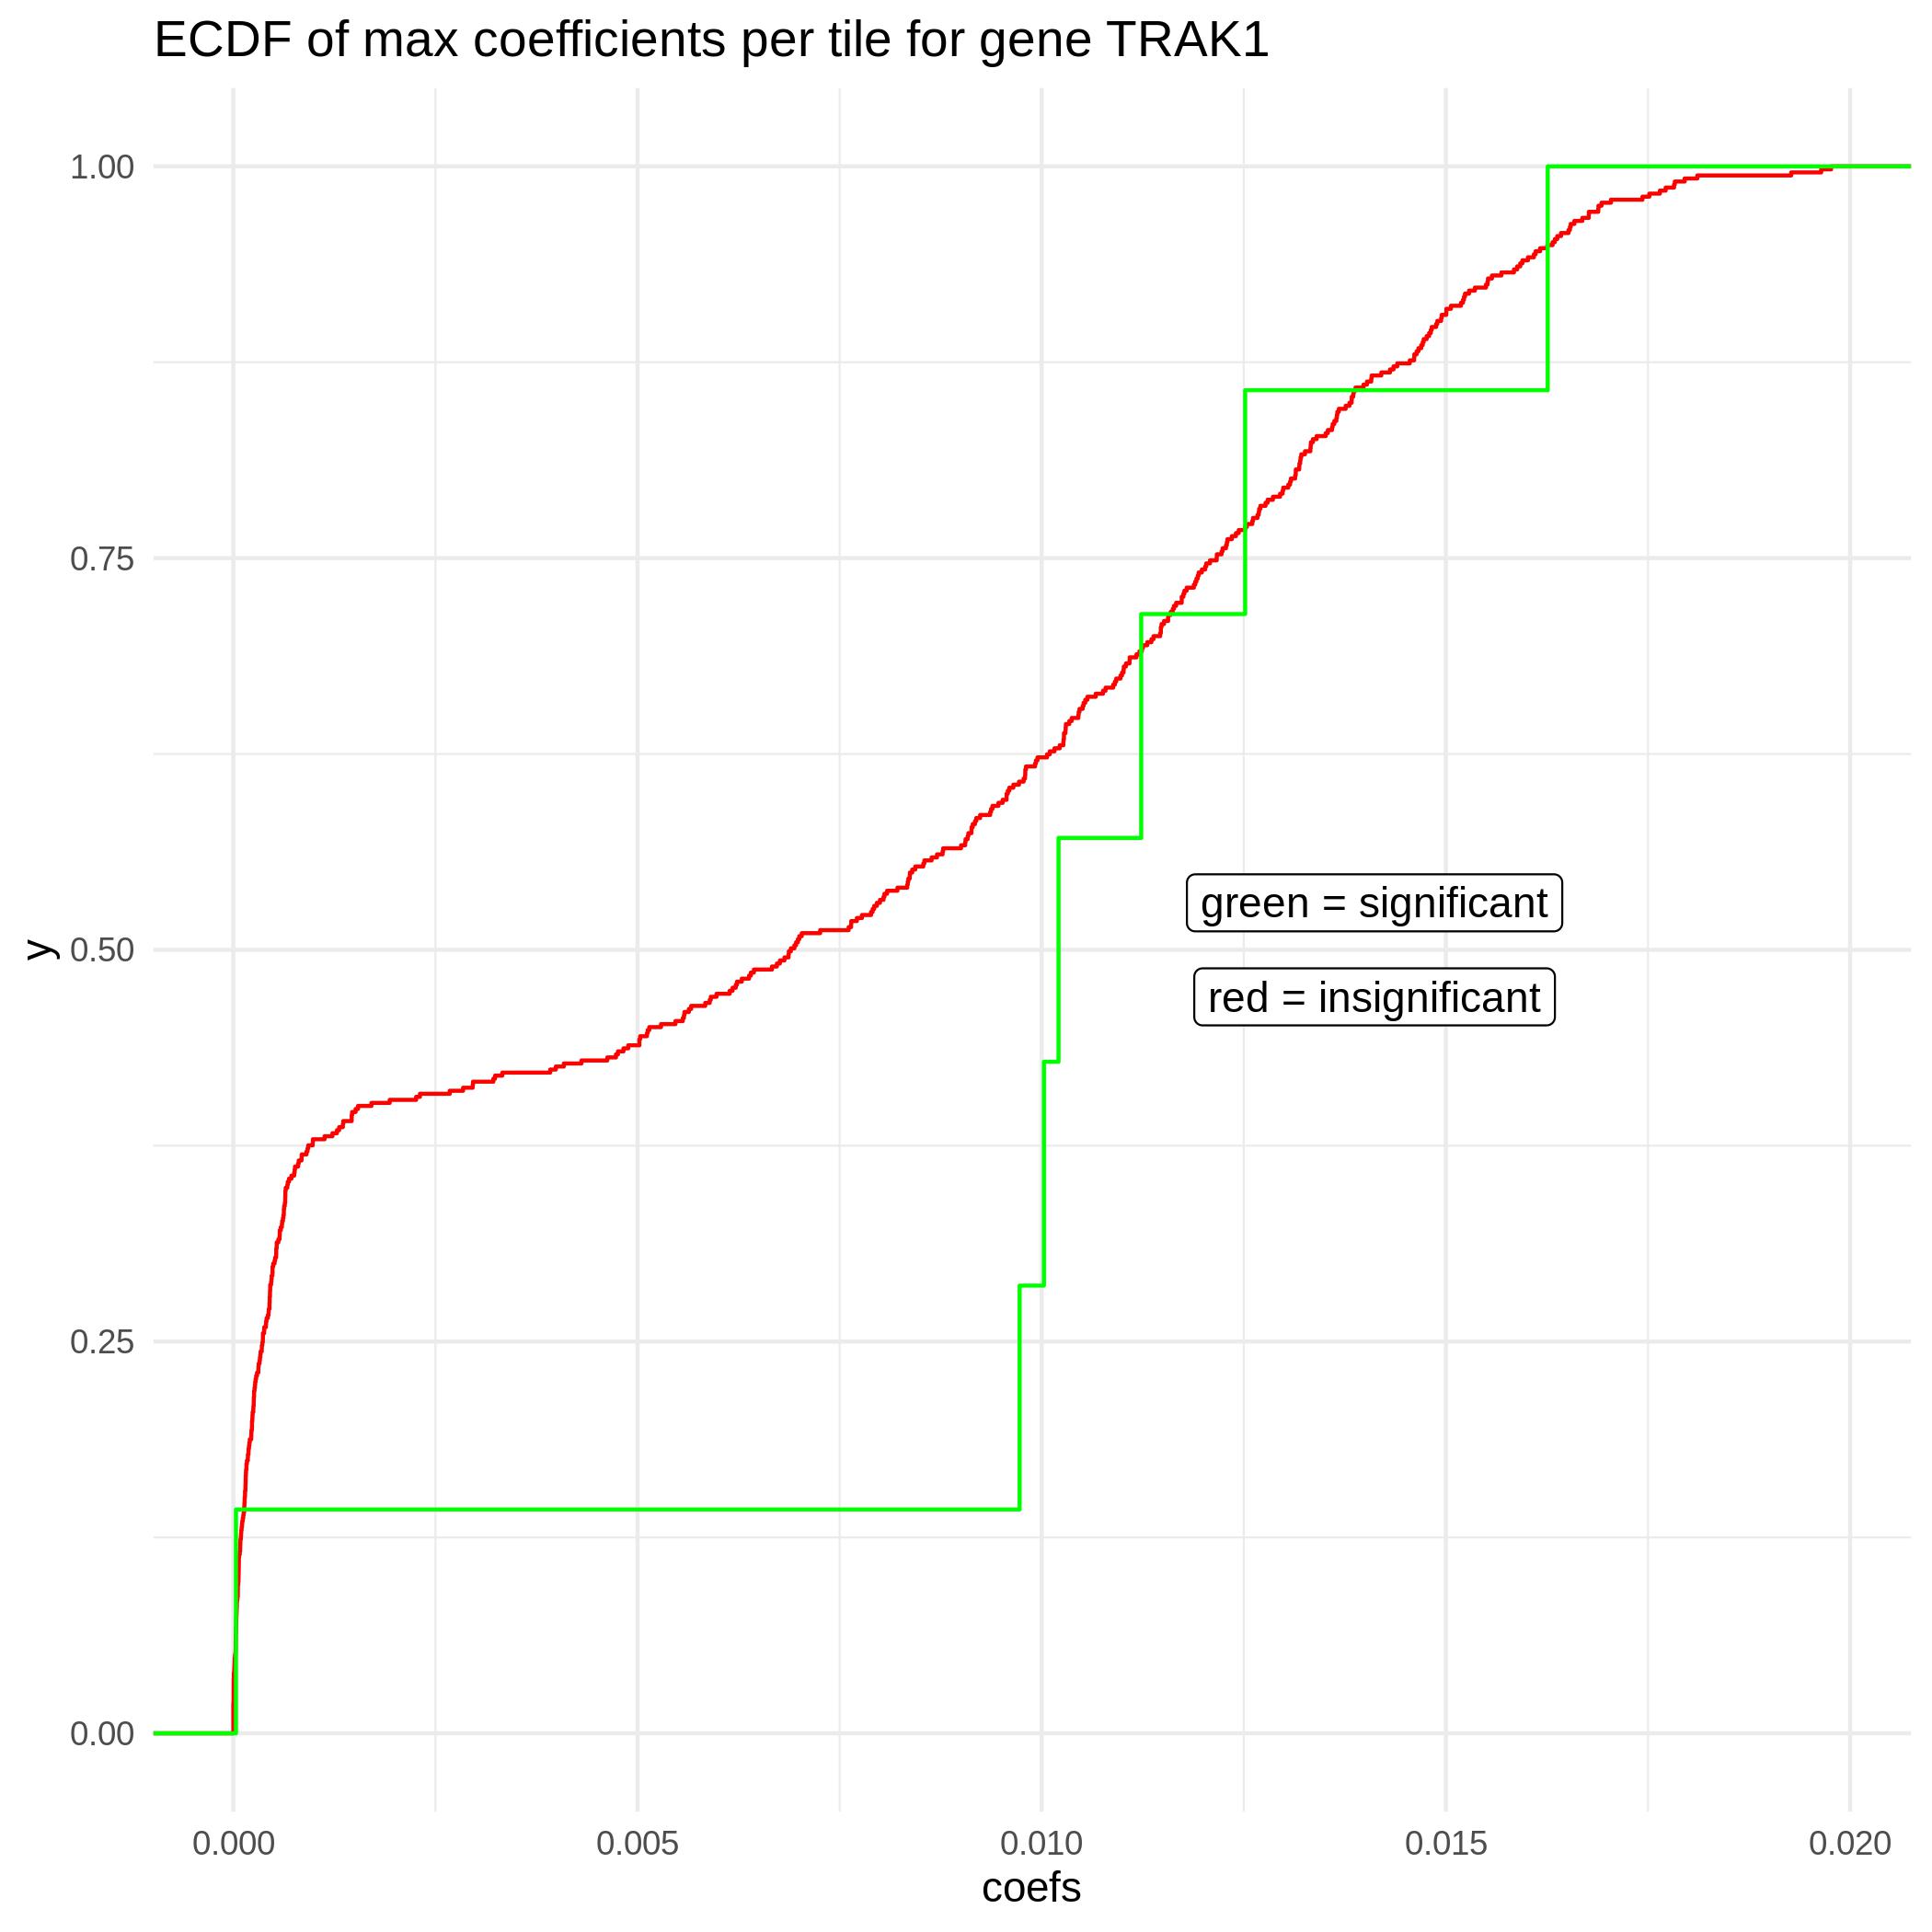 ECDF of max coefficients per tile for gene TRAK1
1.00
0.75
0.50
0.25
0.00
y
green = significant
red = insignificant
0.000 0.005 0.010 0.015 0.020
coefs